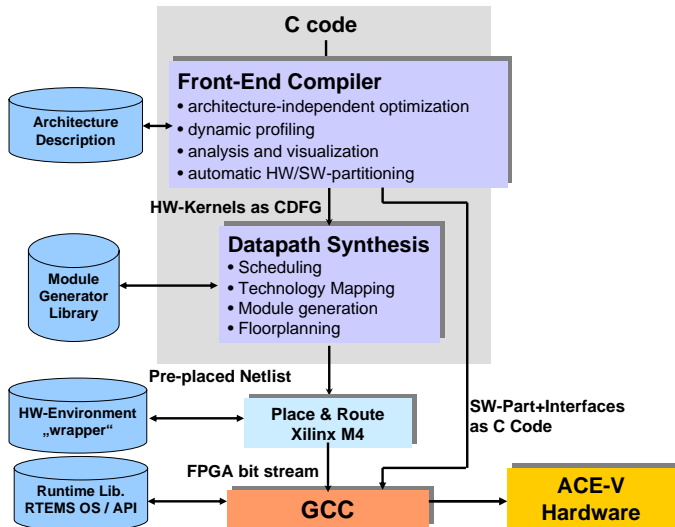 C code
Front-End Compiler
• architecture-independent optimization
• dynamic profiling
• analysis and visualization
• automatic HW/SW-partitioning
Architecture
Description
HW-Kernels as CDFG
Datapath Synthesis
• Scheduling
• Technology Mapping
• Module generation
• Floorplanning
Module
Generator
Library
Pre-placed Netlist
HW-Environment
„wrapper“
Place & Route
Xilinx M4
SW-Part+Interfaces
as C Code
FPGA bit stream
Runtime Lib.
RTEMS OS / API
GCC
ACE-V
Hardware